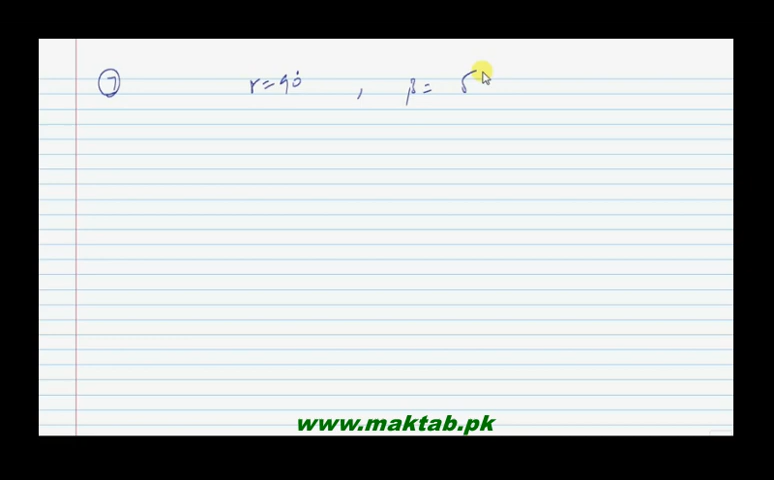 ⑦ γ = 90° , β =
www.maktab.pk